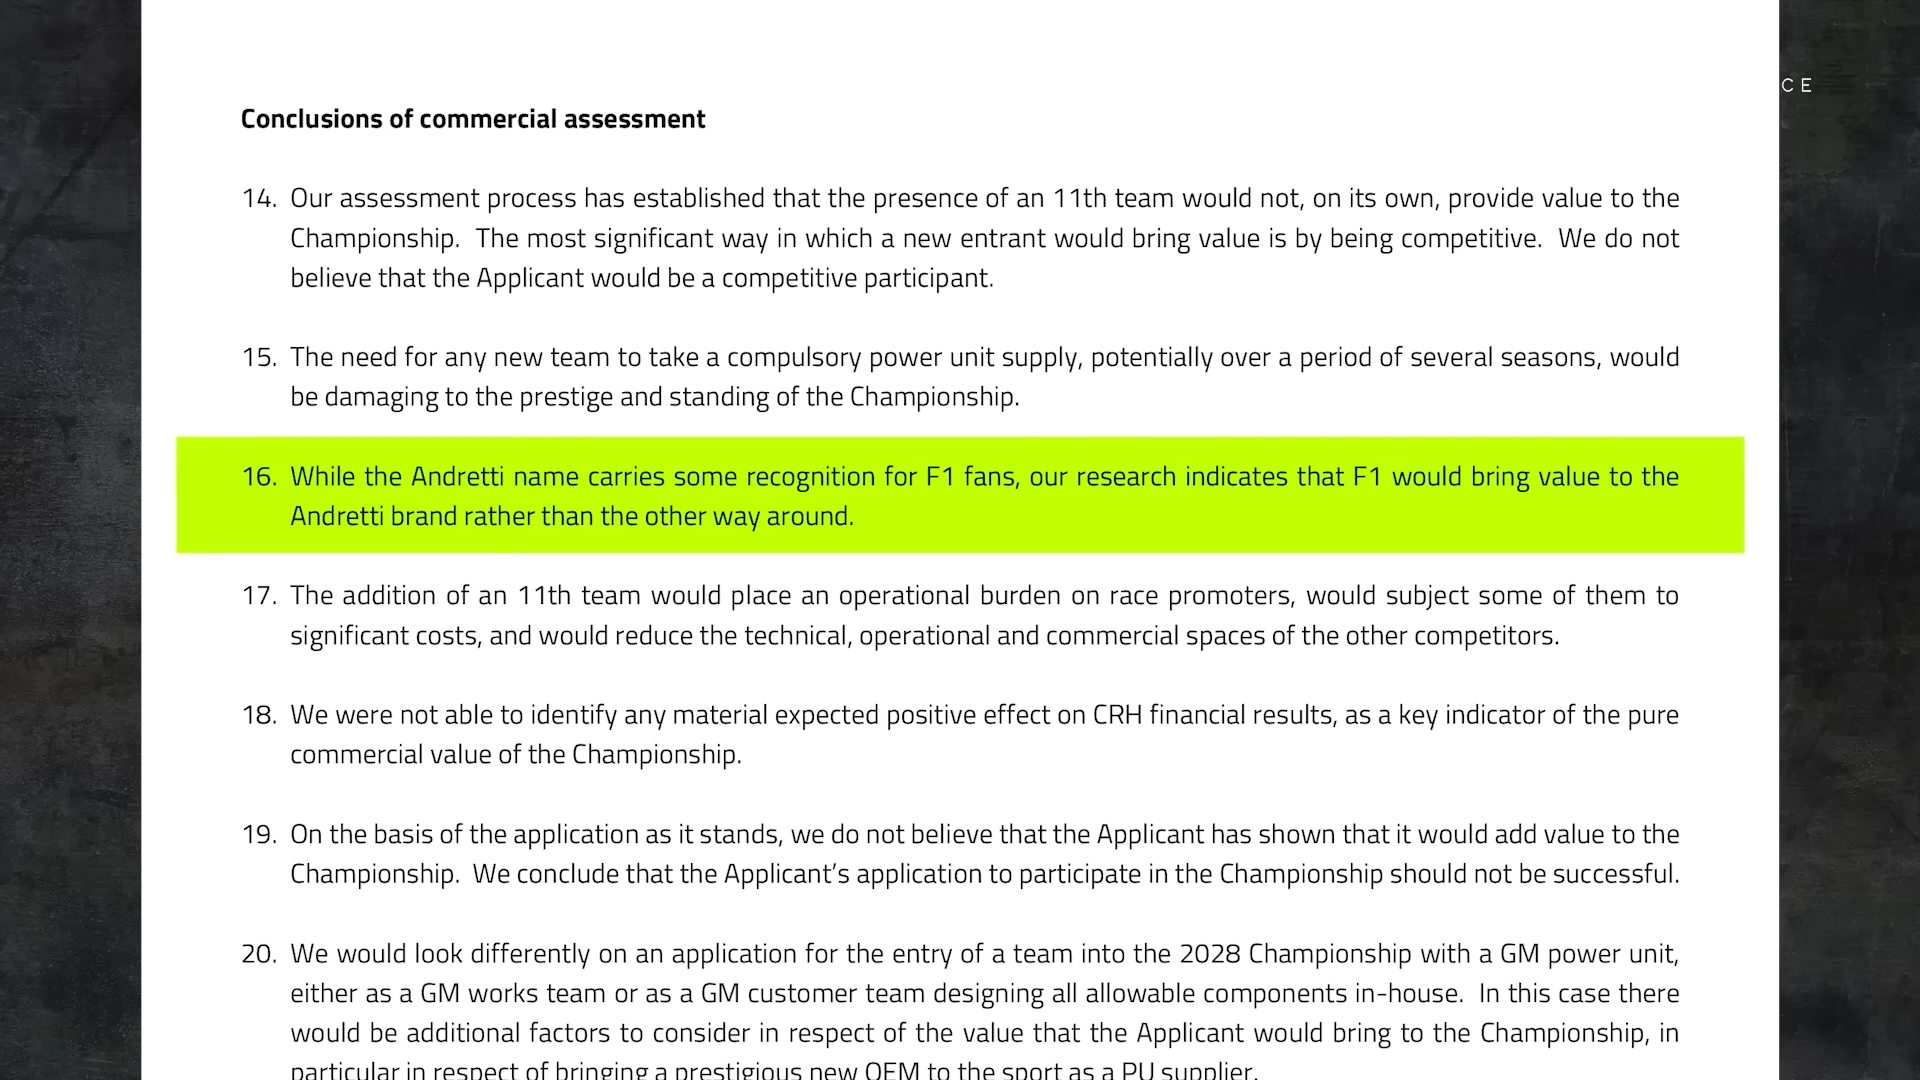 CE
Conclusions of commercial assessment
14. Our assessment process has established that the presence of an 11th team would not, on its own, provide value to the
Championship. The most significant way in which a new entrant would bring value is by being competitive. We do not
believe that the Applicant would be a competitive participant.
15. The need for any new team to take a compulsory power unit supply, potentially over a period of several seasons, would
be damaging to the prestige and standing of the Championship.
16. While the Andretti name carries some recognition for F1 fans, our research indicates that F1 would bring value to the
Andretti brand rather than the other way around.
17. The addition of an 11th team would place an operational burden on race promoters, would subject some of them to
significant costs, and would reduce the technical, operational and commercial spaces of the other competitors.
18. We were not able to identify any material expected positive effect on CRH financial results, as a key indicator of the pure
commercial value of the Championship.
19. On the basis of the application as it stands, we do not believe that the Applicant has shown that it would add value to the
Championship. We conclude that the Applicant’s application to participate in the Championship should not be successful.
20. We would look differently on an application for the entry of a team into the 2028 Championship with a GM power unit,
either as a GM works team or as a GM customer team designing all allowable components in-house. In this case there
would be additional factors to consider in respect of the value that the Applicant would bring to the Championship, in
particular in respect of bringing a prestigious new OEM to the sport as a PU supplier.